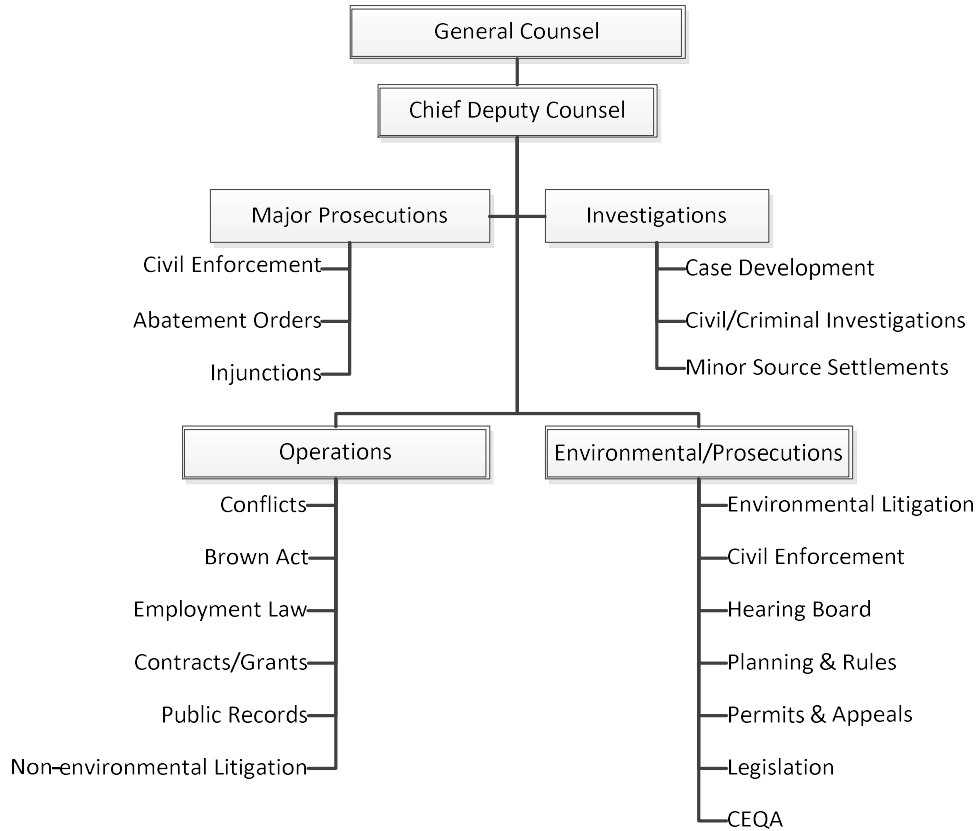 General Counsel
Chief Deputy Counsel
Major Prosecutions
Civil Enforcement
Abatement Orders
Injunctions
Investigations
Case Development
Civil/Criminal Investigations
Minor Source Settlements
Operations
Conflicts
Brown Act
Employment Law
Contracts/Grants
Public Records
Non-environmental Litigation
Environmental/Prosecutions
Environmental Litigation
Civil Enforcement
Hearing Board
Planning & Rules
Permits & Appeals
Legislation
CEQA